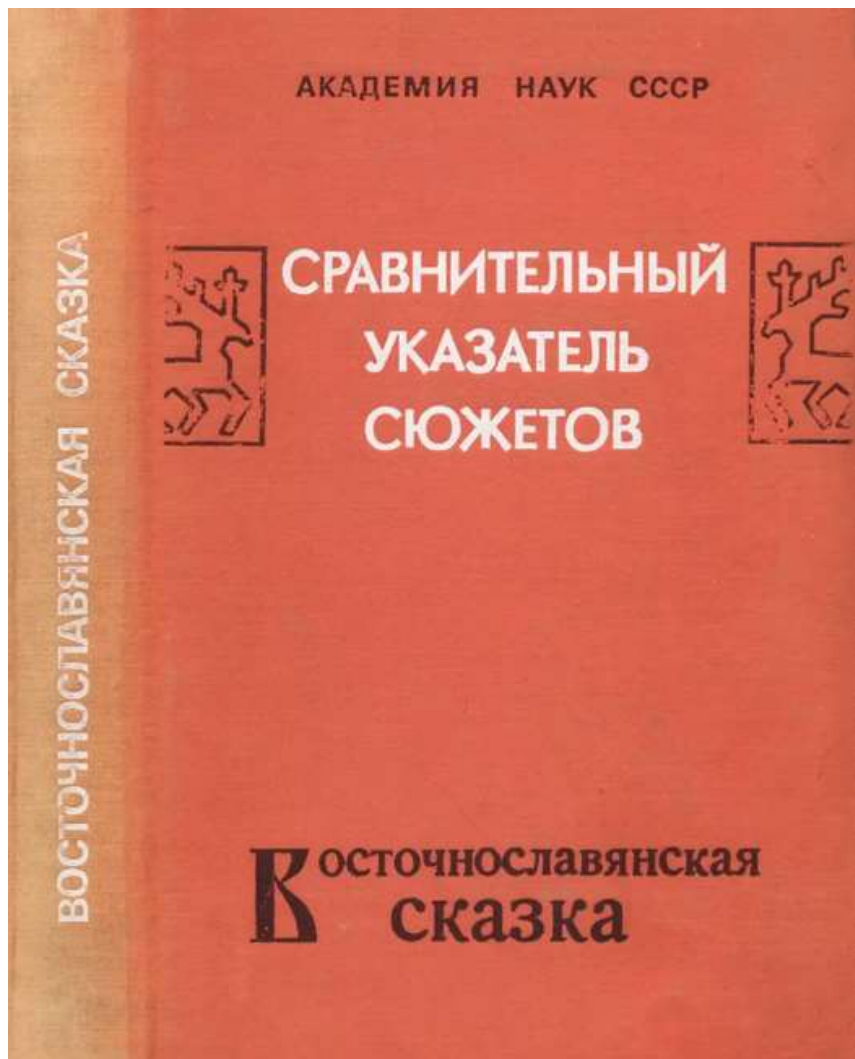 АКАДЕМИЯ НАУК СССР
СРАВНИТЕЛЬНЫЙ
УКАЗАТЕЛЬ
СЮЖЕТОВ
Восточнославянская
сказка
ВОСТОЧНОСЛАВЯНСКАЯ СКАЗКА